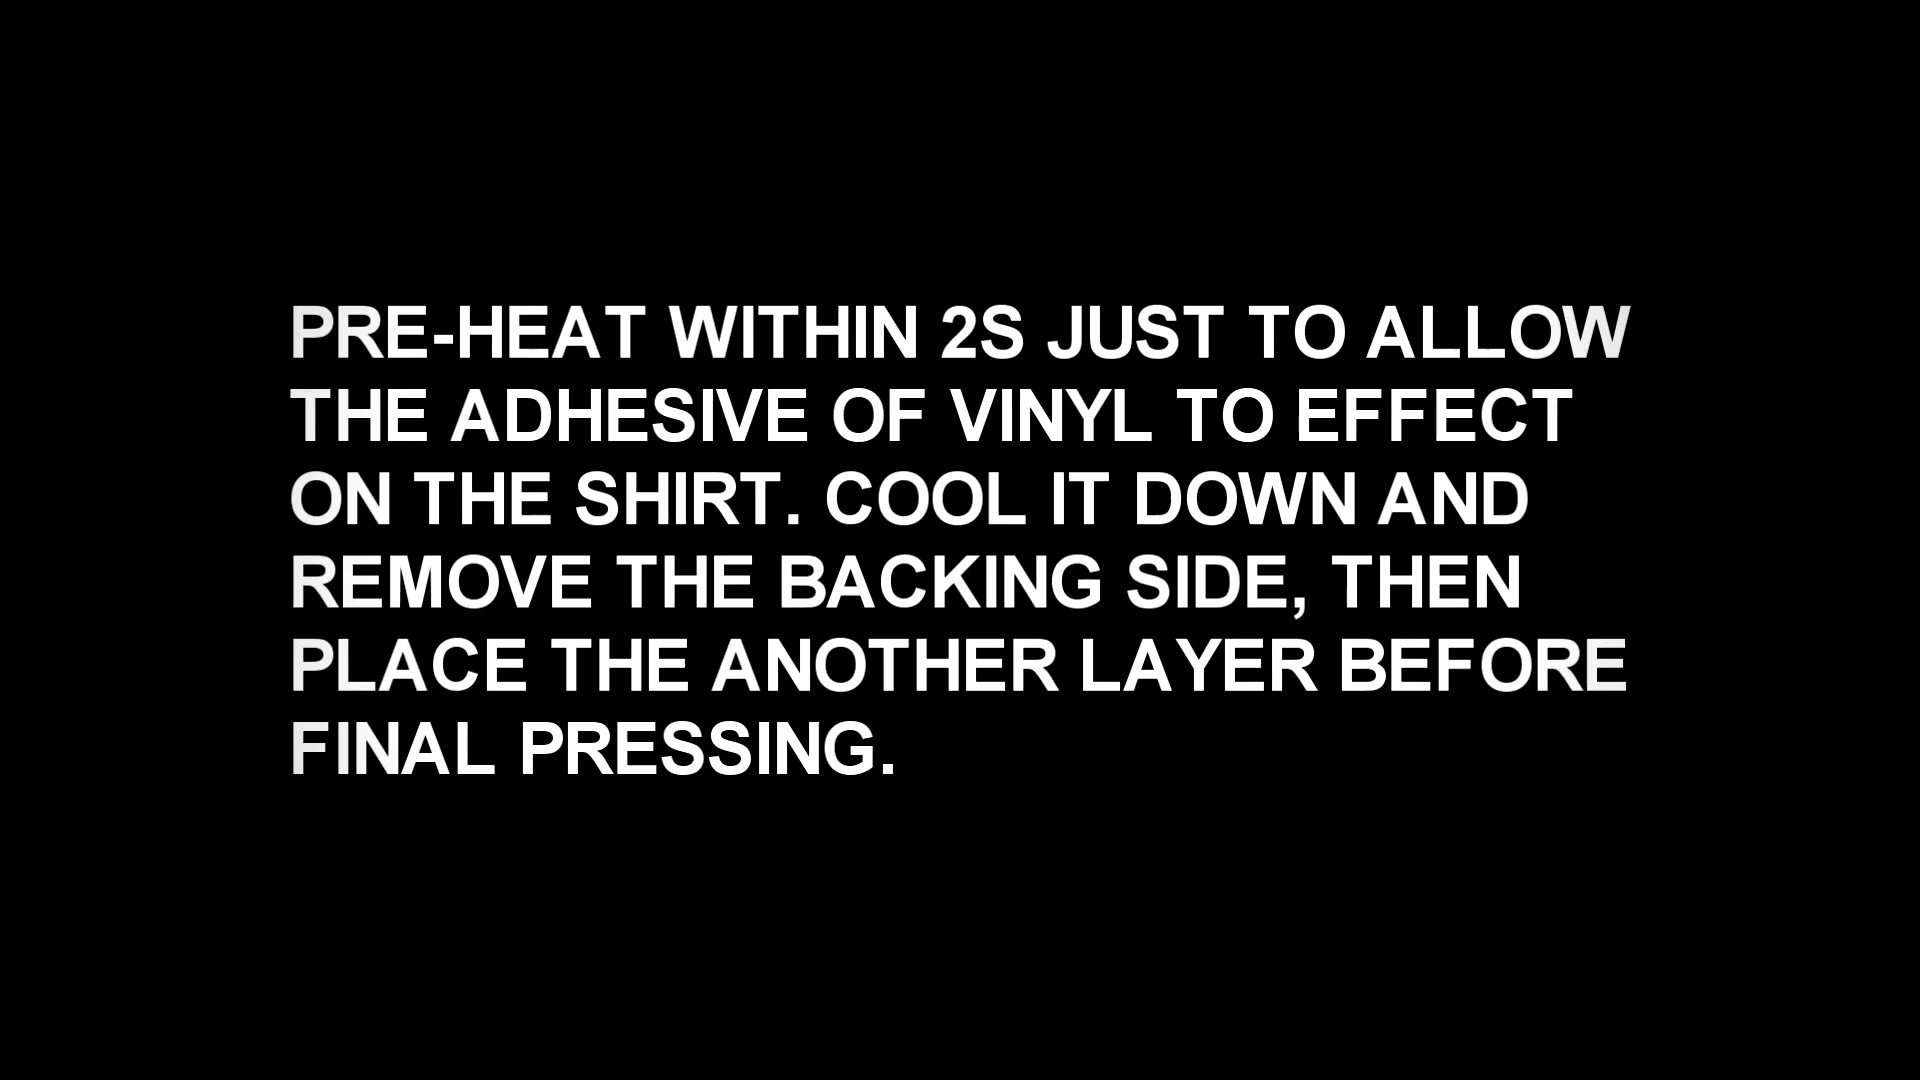 PRE-HEAT WITHIN 2S JUST TO ALLOW
THE ADHESIVE OF VINYL TO EFFECT
ON THE SHIRT. COOL IT DOWN AND
REMOVE THE BACKING SIDE, THEN
PLACE THE ANOTHER LAYER BEFORE
FINAL PRESSING.